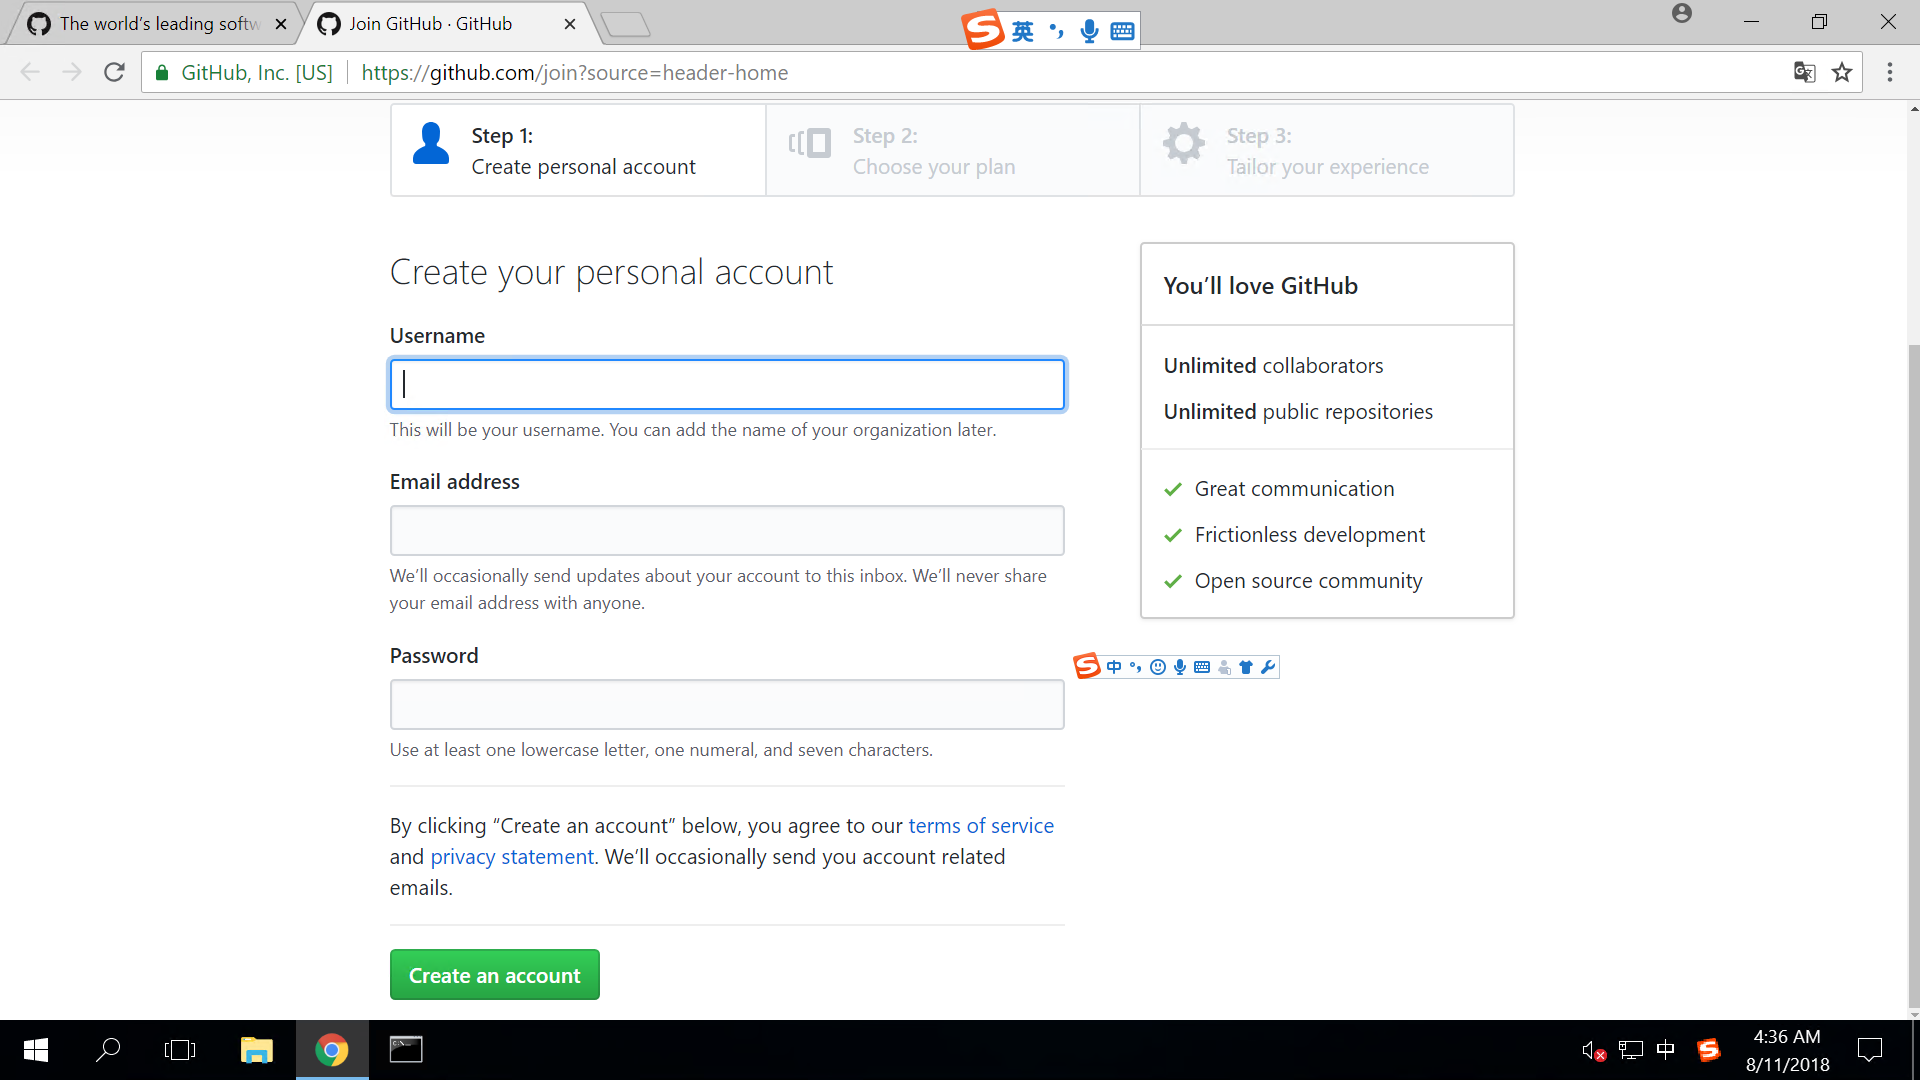 The world's leading softw
Join GitHub · GitHub
英
GitHub, Inc. [US]
https://github.com/join?source=header-home
Step 1:
Create personal account
Step 2:
Choose your plan
Step 3:
Tailor your experience
Create your personal account
Username
This will be your username. You can add the name of your organization later.
Email address
We’ll occasionally send updates about your account to this inbox. We’ll never share
your email address with anyone.
Password
Use at least one lowercase letter, one numeral, and seven characters.
By clicking “Create an account” below, you agree to our terms of service
and privacy statement. We’ll occasionally send you account related
emails.
Create an account
You’ll love GitHub
Unlimited collaborators
Unlimited public repositories
Great communication
Frictionless development
Open source community
中
中
4:36 AM
8/11/2018